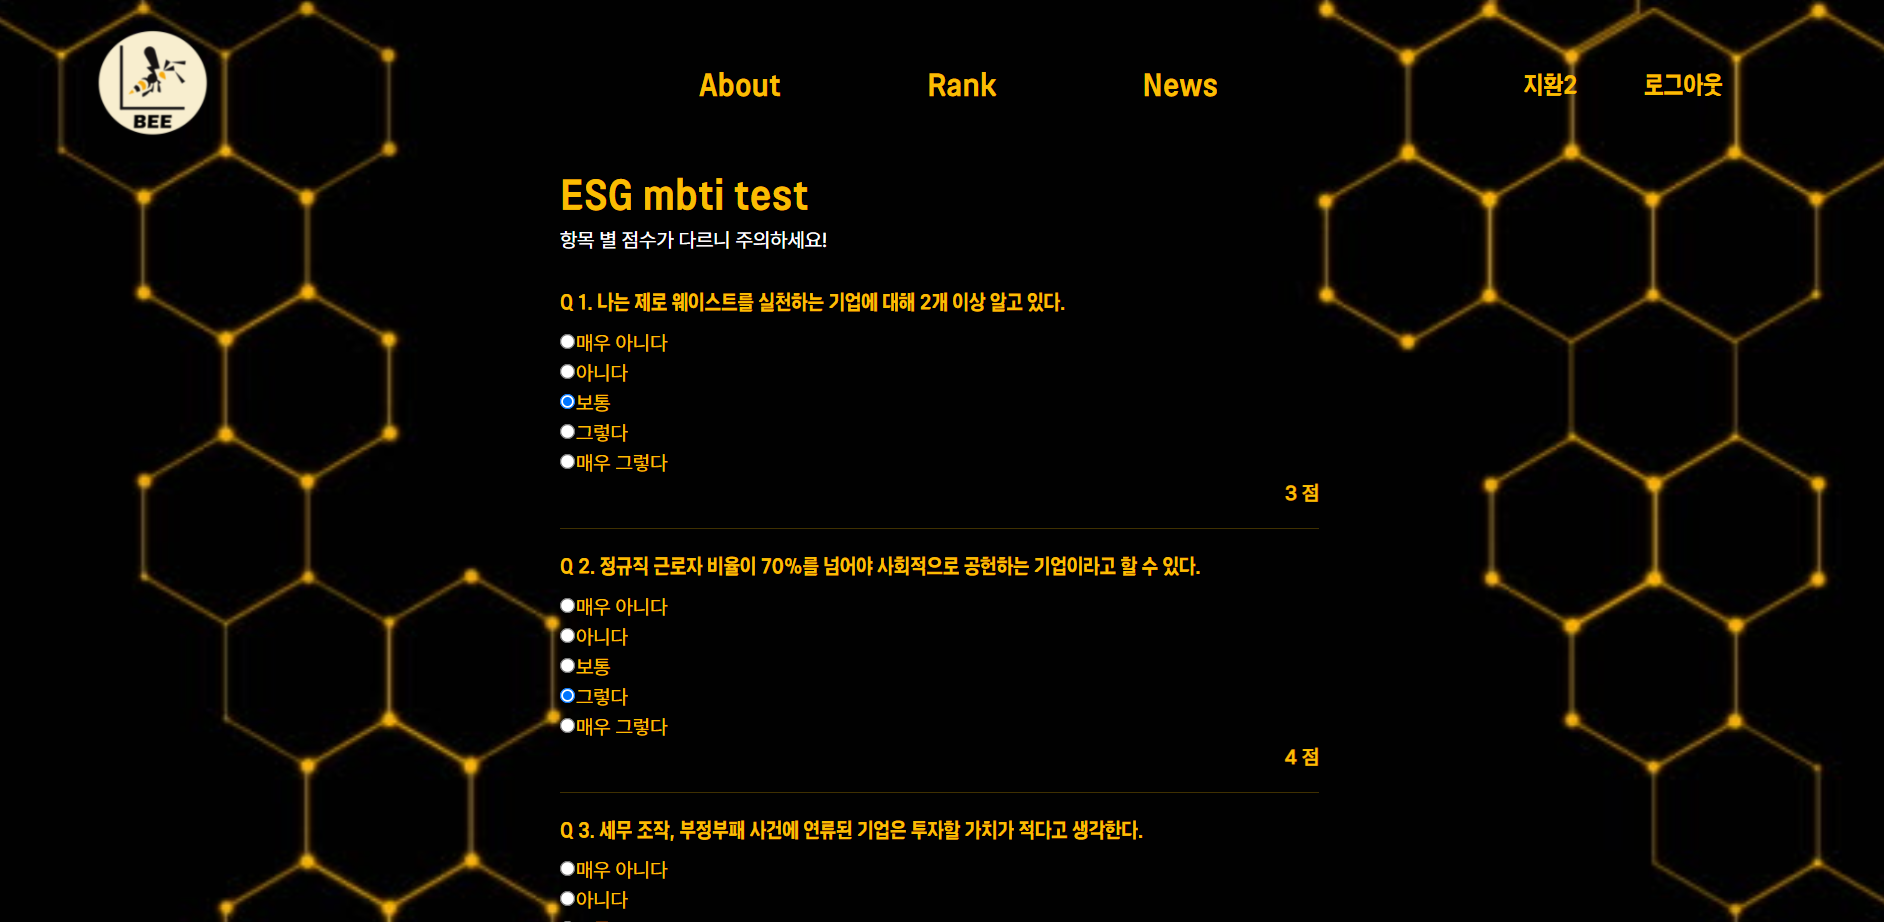 BEE
About
Rank
News
지환2
로그아웃
ESG mbti test
항목 별 점수가 다르니 주의하세요!
Q 1. 나는 제로 웨이스트를 실천하는 기업에 대해 2개 이상 알고 있다.
매우 아니다
아니다
보통
그렇다
매우 그렇다
3 점
Q 2. 정규직 근로자 비율이 70%를 넘어야 사회적으로 공헌하는 기업이라고 할 수 있다.
매우 아니다
아니다
보통
그렇다
매우 그렇다
4 점
Q 3. 세무 조작, 부정부패 사건에 연류된 기업은 투자할 가치가 적다고 생각한다.
매우 아니다
아니다